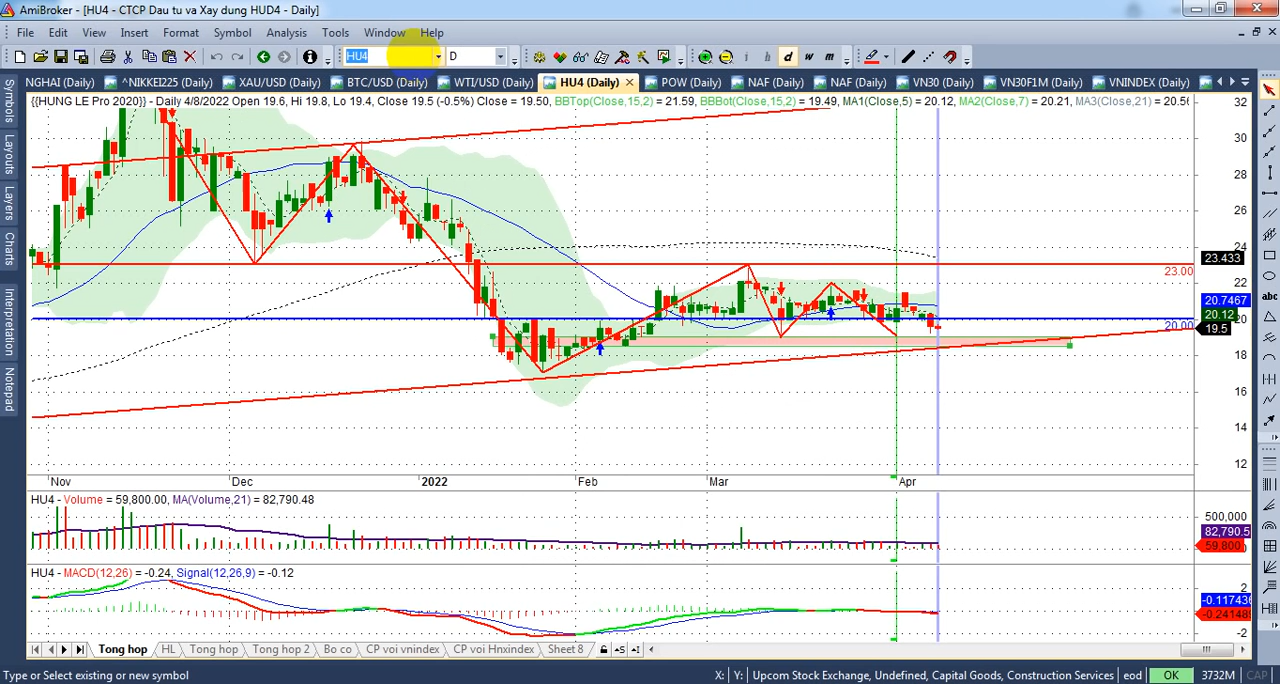 AmiBroker - [HU4 - CTCP Dau tu va Xay dung HUD4 - Daily]
File Edit View Insert Format Symbol Analysis Tools Window Help
HU4 D i h d w m
NGHAI (Daily) ^NIKKEI225 (Daily) XAU/USD (Daily) BTC/USD (Daily) WTI/USD (Daily) HU4 (Daily) POW (Daily) NAF (Daily) NAF (Daily) VN30 (Daily) VN30F1M (Daily) VNINDEX (Daily)
{{HUNG LE Pro 2020}} - Daily 4/8/2022 Open 19.6, Hi 19.8, Lo 19.4, Close 19.5 (-0.5%) Close = 19.50, BBTop(Close,15,2) = 21.59, BBBot(Close,15,2) = 19.49, MA1(Close,5) = 20.12, MA2(Close,7) = 20.21, MA3(Close,21) = 20.56
Symbols
Layouts
Layers
Charts
Interpretation
Notepad
32
30
28
26
24
23.433
23.00
22
20.7467
20.12
20
20.00
19.5
18
16
14
12
Nov Dec 2022 Feb Mar Apr
HU4 - Volume = 59,800.00, MA(Volume,21) = 82,790.48
500,000
82,790.5
59,800
HU4 - MACD(12,26) = -0.24, Signal(12,26,9) = -0.12
2
-0.117436
-0.241489
-2
Tong hop HL Tong hop Tong hop 2 Bo co CP voi vnindex CP voi Hnxindex Sheet 8
Type or Select existing or new symbol X: Y: Upcom Stock Exchange, Undefined, Capital Goods, Construction Services eod OK 3732M CAP
abc